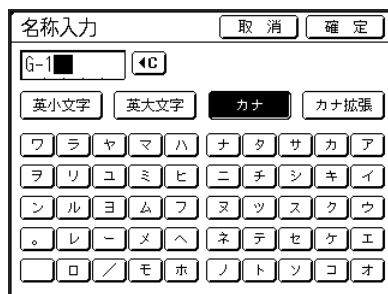 名称入力 取 消 確 定
G-1 C
英小文字 英大文字 カナ カナ拡張
ワ ラ ヤ マ ハ ナ タ サ カ ア
ヲ リ ユ ミ ヒ ニ チ シ キ イ
ン ル ヨ ム フ ヌ ツ ス ク ウ
。 レ ー メ ヘ ネ テ セ ケ エ
ロ ／ モ ホ ノ ト ソ コ オ